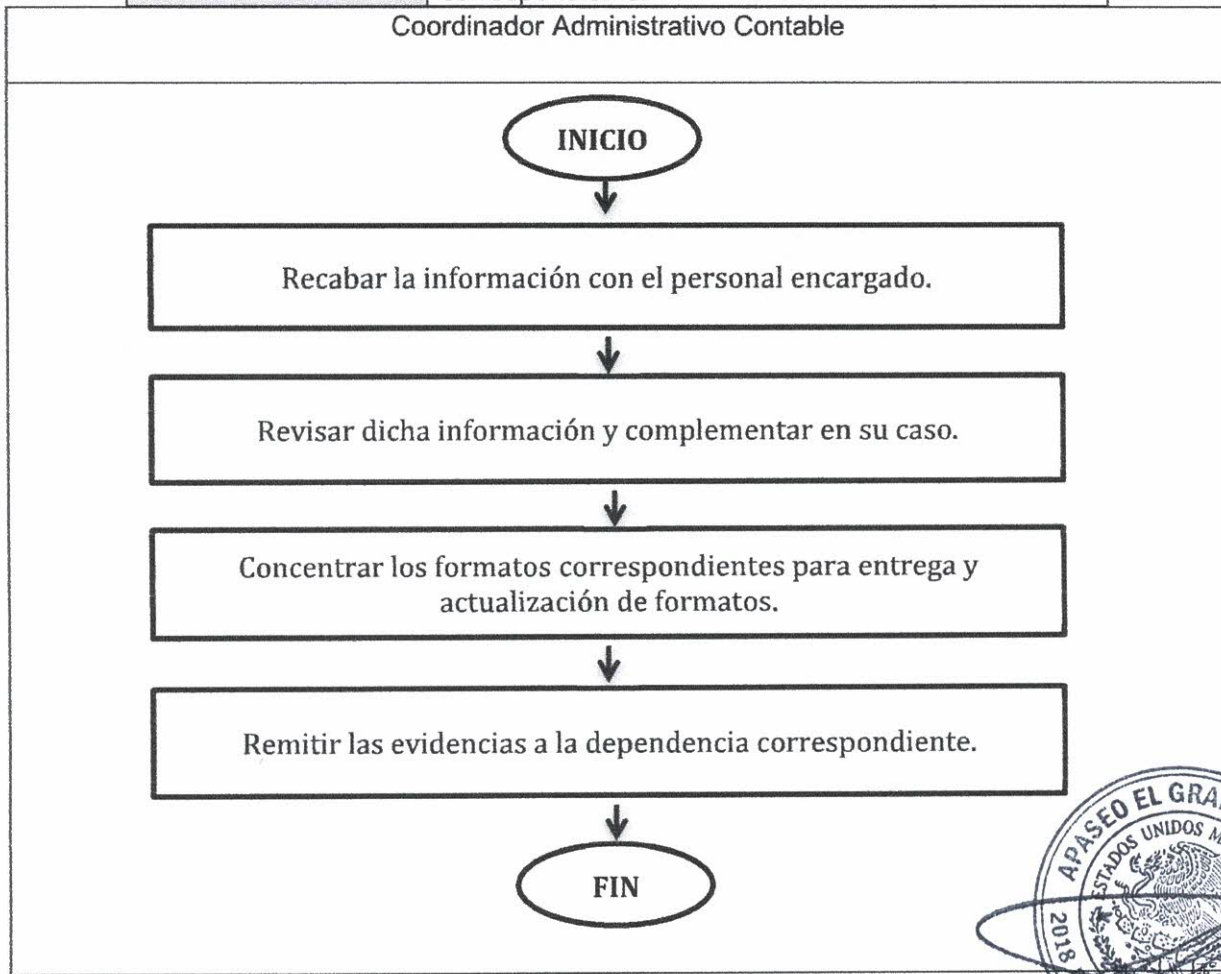 Coordinador Administrativo Contable
INICIO
Recabar la información con el personal encargado.
Revisar dicha información y complementar en su caso.
Concentrar los formatos correspondientes para entrega y
actualización de formatos.
Remitir las evidencias a la dependencia correspondiente.
FIN
APASEO EL GRA
ESTADOS UNIDOS M
2018